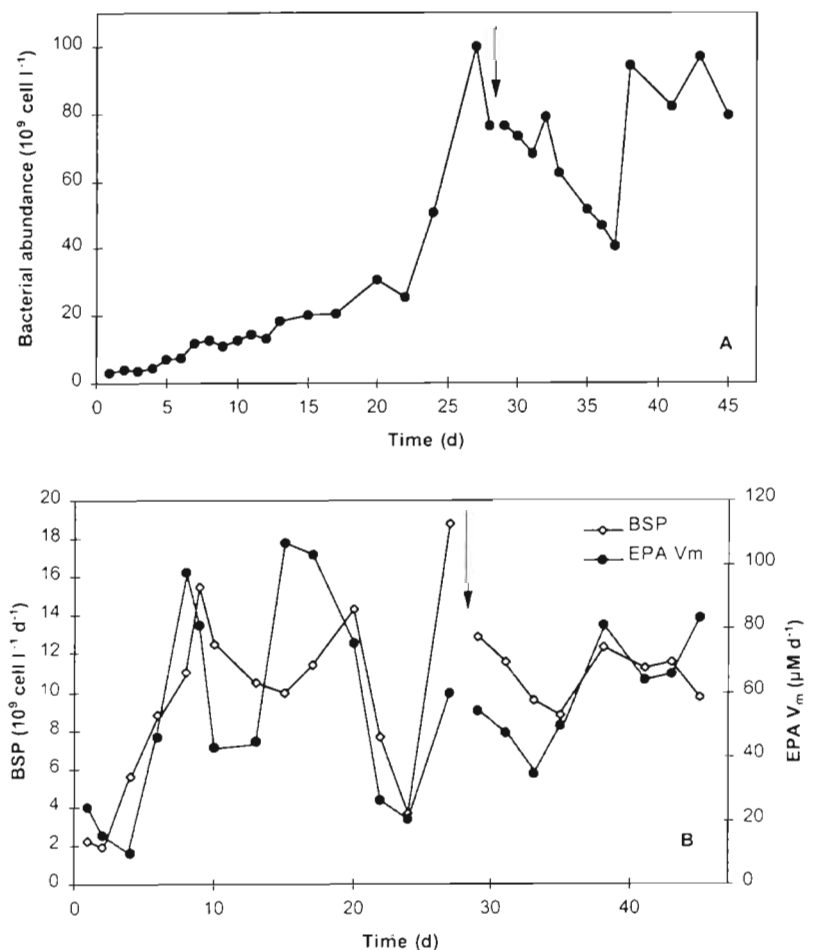 Bacterial abundance (10⁹ cell l⁻¹)
100
80
60
40
20
0
A
0 5 10 15 20 25 30 35 40 45
Time (d)
BSP (10⁹ cell l⁻¹ d⁻¹)
20
18
16
14
12
10
8
6
4
2
0
BSP
EPA Vm
B
120
100
80
60
40
20
0
EPA Vₘ (µM d⁻¹)
0 10 20 30 40
Time (d)